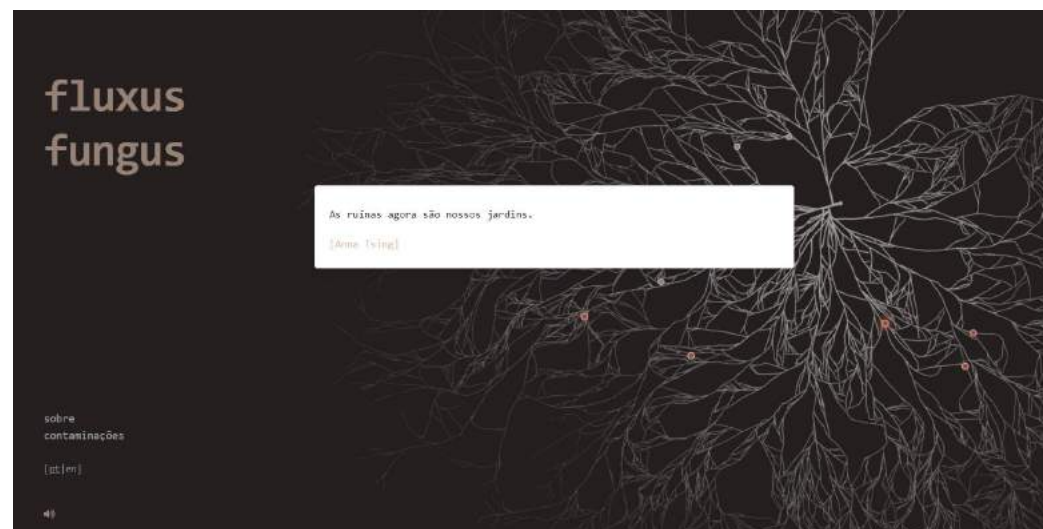 fluxus
fungus
As ruínas agora são nossos jardins.
[Anna Tsing]
sobre
contaminações
[pt|en]